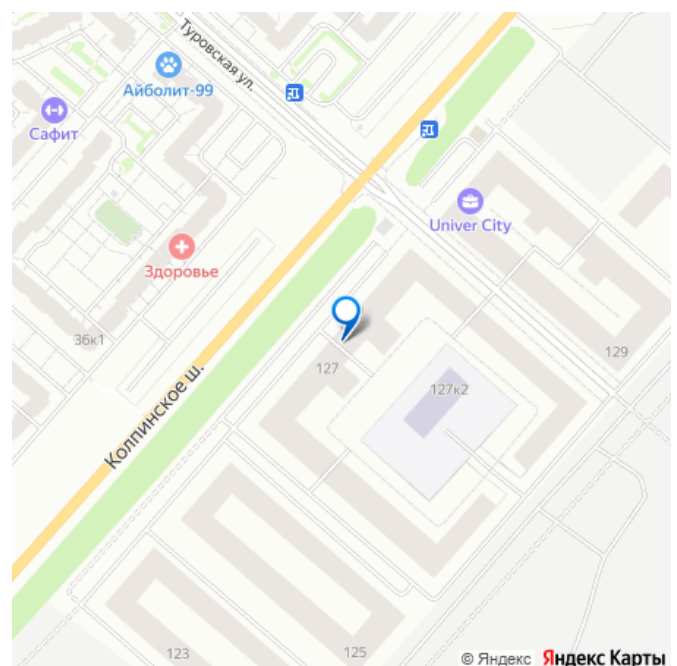 Туровская ул.
Айболит-99
Сафит
Univer City
Здоровье
36к1
129
127
127к2
Колпинское ш.
123
125
© Яндекс Яндекс Карты